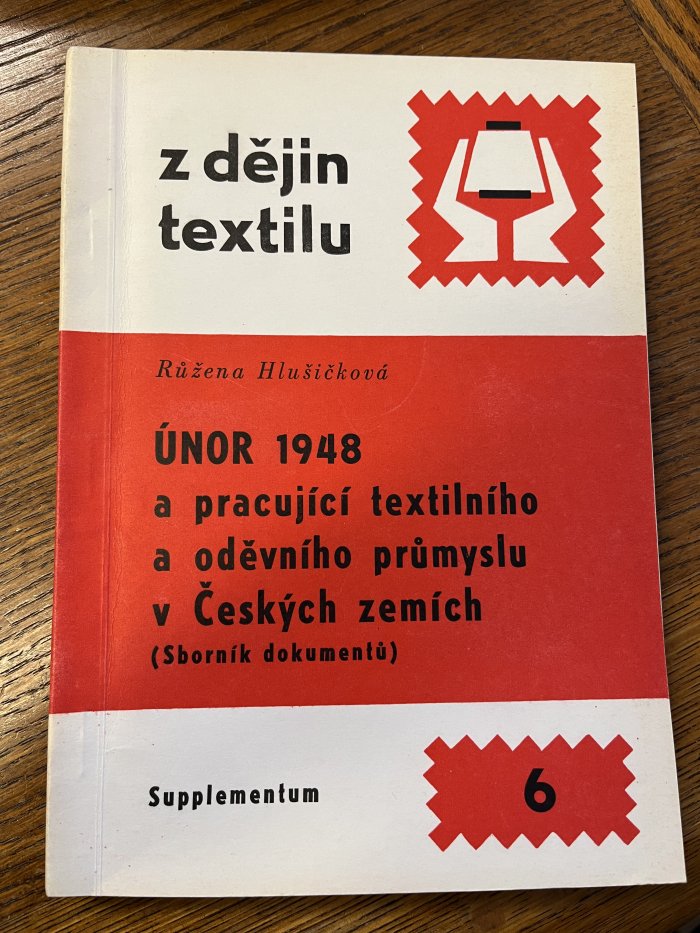 z dějin
textilu
Růžena Hlušičková
ÚNOR 1948
a pracující textilního
a oděvního průmyslu
v Českých zemích
(Sborník dokumentů)
Supplementum
6